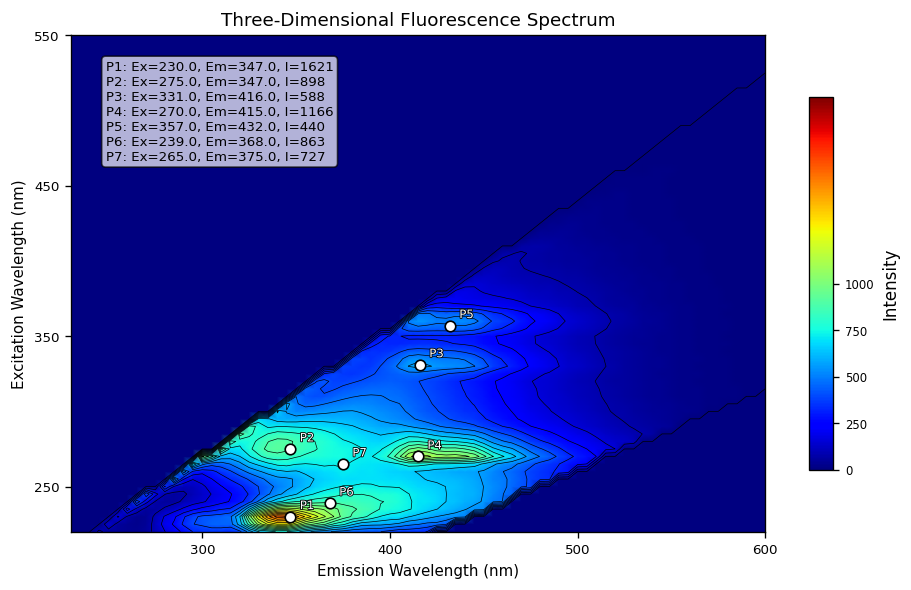 Three-Dimensional Fluorescence Spectrum
550
450
350
250
Excitation Wavelength (nm)
P1: Ex=230.0, Em=347.0, I=1621
P2: Ex=275.0, Em=347.0, I=898
P3: Ex=331.0, Em=416.0, I=588
P4: Ex=270.0, Em=415.0, I=1166
P5: Ex=357.0, Em=432.0, I=440
P6: Ex=239.0, Em=368.0, I=863
P7: Ex=265.0, Em=375.0, I=727
P5
P3
P2
P4
P7
P6
P1
300
400
500
600
Emission Wavelength (nm)
1000
750
500
250
0
Intensity